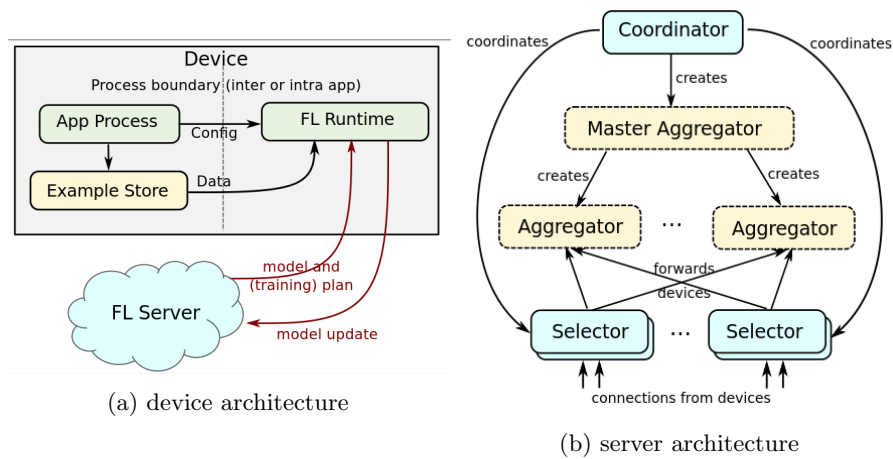 Device
Process boundary (inter or intra app)
App Process
Config
FL Runtime
Example Store
Data
model and
(training) plan
FL Server
model update
(a) device architecture
Coordinator
coordinates
coordinates
creates
Master Aggregator
creates
creates
Aggregator
...
Aggregator
forwards
devices
Selector
...
Selector
connections from devices
(b) server architecture